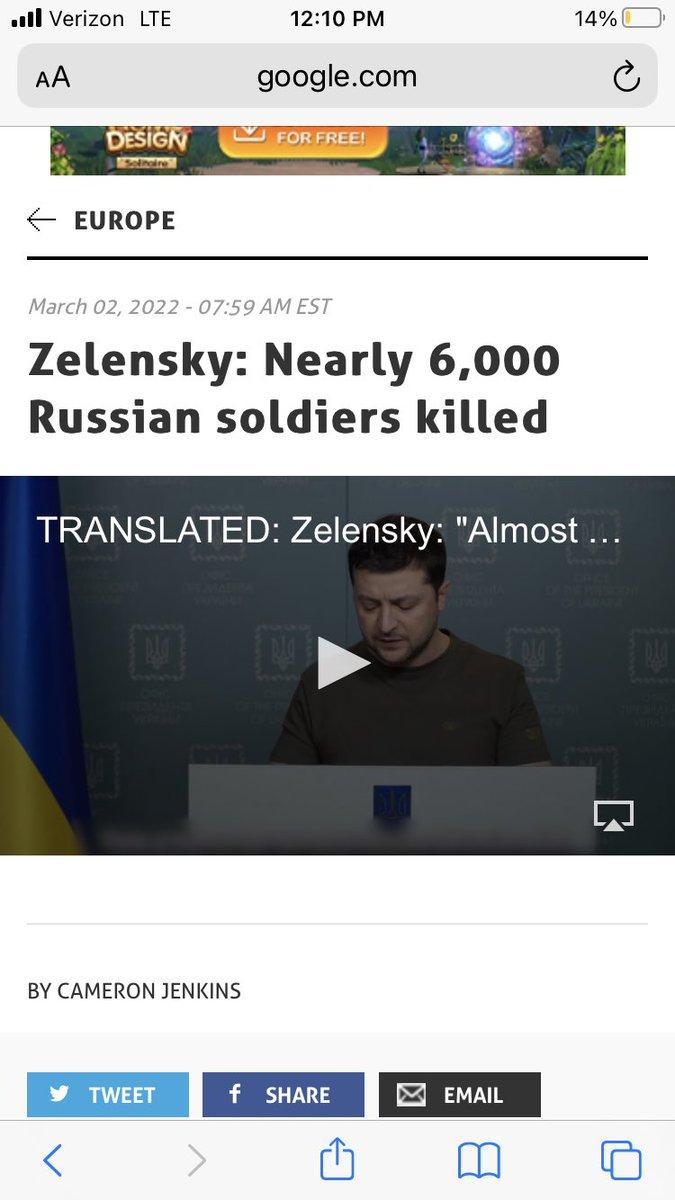 Verizon LTE 12:10 PM 14%
AA google.com
DESIGN
Solitaire
FOR FREE!
EUROPE
March 02, 2022 - 07:59 AM EST
Zelensky: Nearly 6,000
Russian soldiers killed
TRANSLATED: Zelensky: "Almost ...
BY CAMERON JENKINS
TWEET SHARE EMAIL